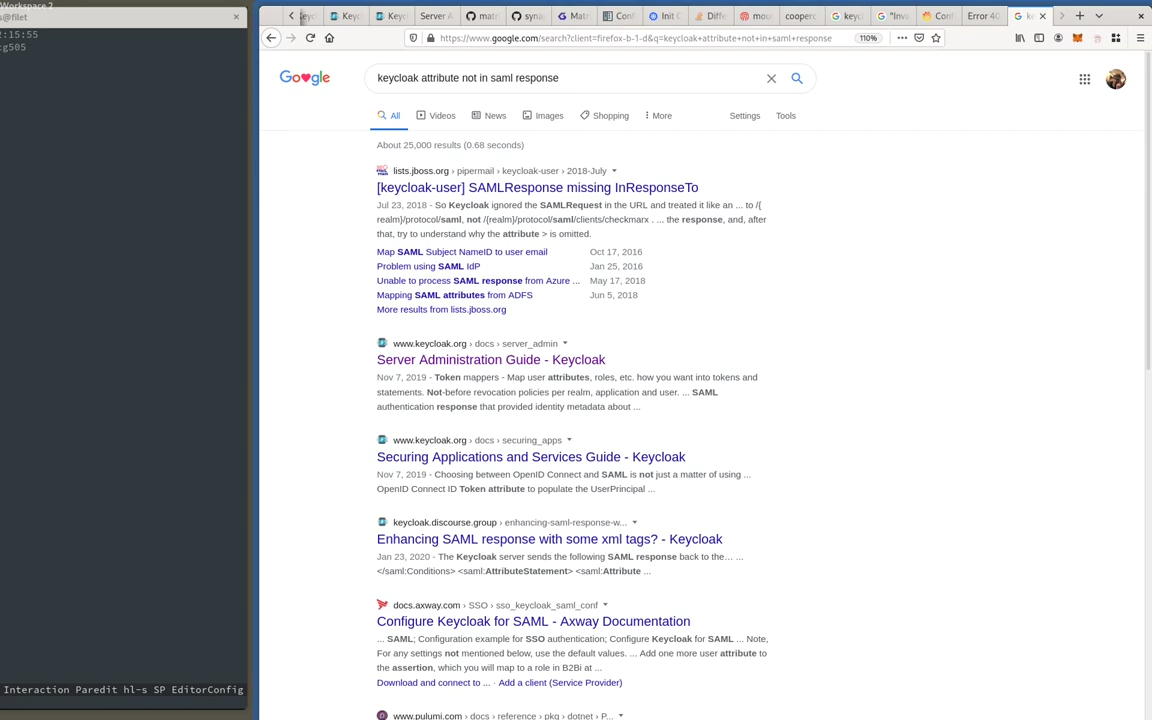 Workspace 2
s@filet
2:15:55
cg505
Interaction Paredit hl-s SP EditorConfig
Keyc
Keyc
Server A
matr
syna
Matr
Conf
Init C
Diffe
mou
cooperc
keycl
"Inva
Conf
Error 40
ke
https://www.google.com/search?client=firefox-b-1-d&q=keycloak+attribute+not+in+saml+response
110%
Google
keycloak attribute not in saml response
All
Videos
News
Images
Shopping
More
Settings
Tools
About 25,000 results (0.68 seconds)
lists.jboss.org › pipermail › keycloak-user › 2018-July
[keycloak-user] SAMLResponse missing InResponseTo
Jul 23, 2018 - So Keycloak ignored the SAMLRequest in the URL and treated it like an ... to /{
realm}/protocol/saml, not /{realm}/protocol/saml/clients/checkmarx . ... the response, and, after
that, try to understand why the attribute > is omitted.
Map SAML Subject NameID to user email Oct 17, 2016
Problem using SAML IdP Jan 25, 2016
Unable to process SAML response from Azure ... May 17, 2018
Mapping SAML attributes from ADFS Jun 5, 2018
More results from lists.jboss.org
www.keycloak.org › docs › server_admin
Server Administration Guide - Keycloak
Nov 7, 2019 - Token mappers - Map user attributes, roles, etc. how you want into tokens and
statements. Not-before revocation policies per realm, application and user. ... SAML
authentication response that provided identity metadata about ...
www.keycloak.org › docs › securing_apps
Securing Applications and Services Guide - Keycloak
Nov 7, 2019 - Choosing between OpenID Connect and SAML is not just a matter of using ...
OpenID Connect ID Token attribute to populate the UserPrincipal ...
keycloak.discourse.group › enhancing-saml-response-w...
Enhancing SAML response with some xml tags? - Keycloak
Jan 23, 2020 - The Keycloak server sends the following SAML response back to the… ...
</saml:Conditions> <saml:AttributeStatement> <saml:Attribute ...
docs.axway.com › SSO › sso_keycloak_saml_conf
Configure Keycloak for SAML - Axway Documentation
... SAML; Configuration example for SSO authentication; Configure Keycloak for SAML ... Note,
For any settings not mentioned below, use the default values. ... Add one more user attribute to
the assertion, which you will map to a role in B2Bi at ...
Download and connect to ... · Add a client (Service Provider)
www.pulumi.com › docs › reference › pkg › dotnet › P...